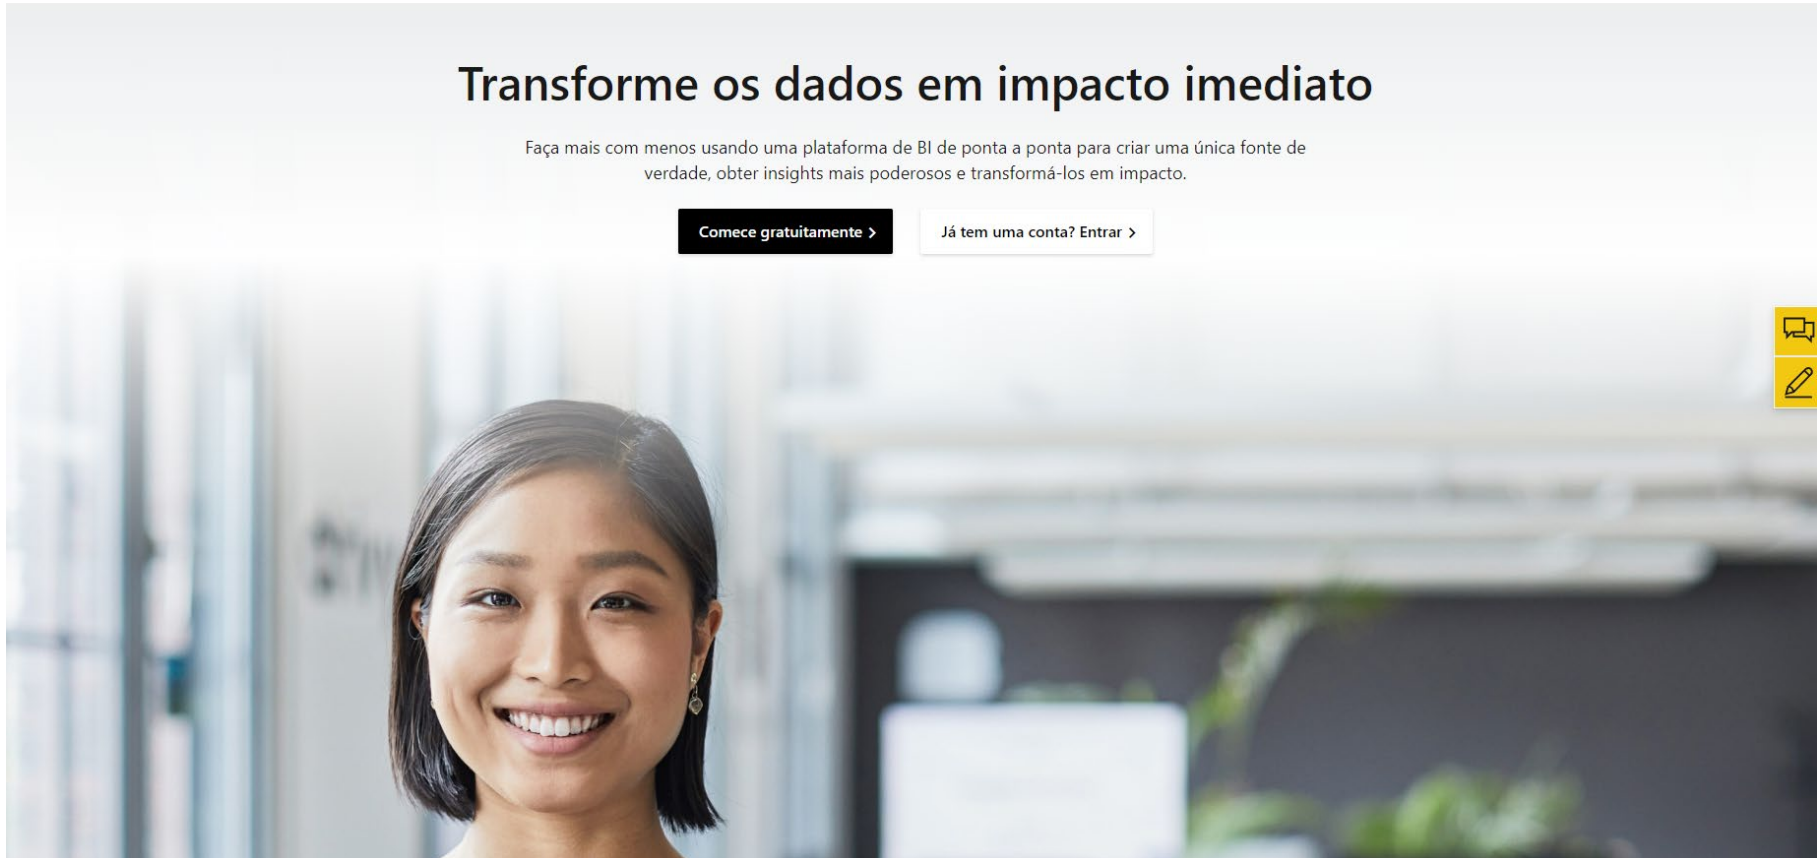 Transforme os dados em impacto imediato
Faça mais com menos usando uma plataforma de BI de ponta a ponta para criar uma única fonte de
verdade, obter insights mais poderosos e transformá-los em impacto.
Comece gratuitamente
Já tem uma conta? Entrar